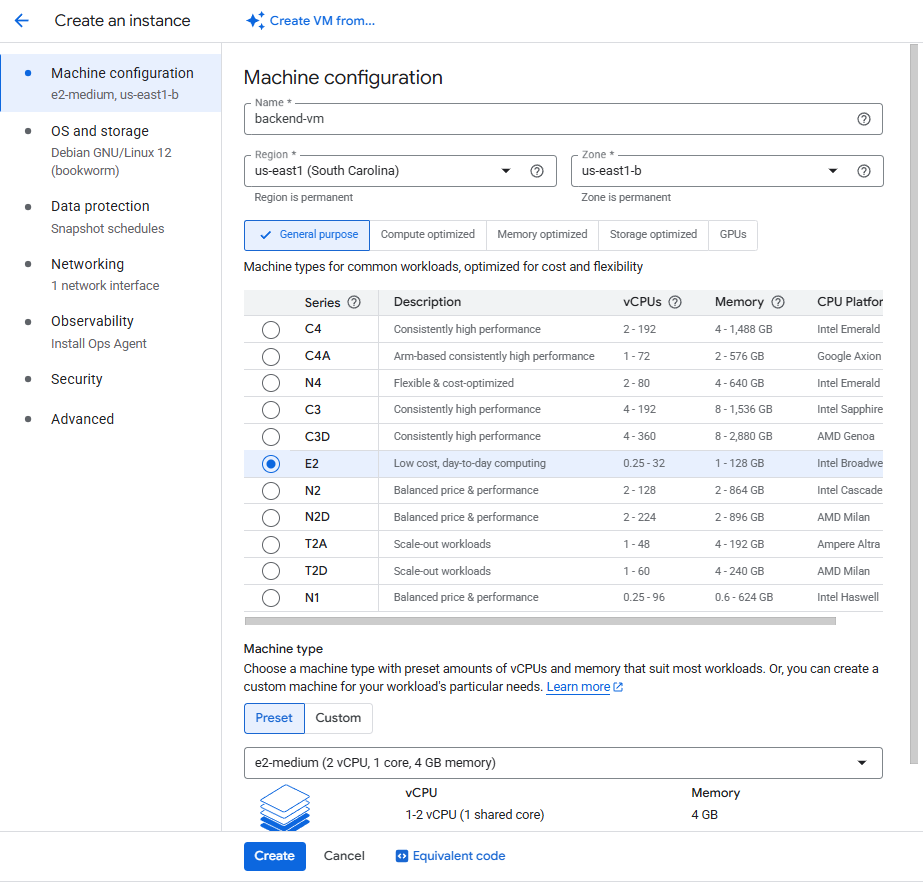 Create an instance
Create VM from...
Machine configuration
e2-medium, us-east1-b
OS and storage
Debian GNU/Linux 12
(bookworm)
Data protection
Snapshot schedules
Networking
1 network interface
Observability
Install Ops Agent
Security
Advanced
Machine configuration
Name *
backend-vm
Region *
us-east1 (South Carolina)
Region is permanent
Zone *
us-east1-b
Zone is permanent
General purpose
Compute optimized
Memory optimized
Storage optimized
GPUs
Machine types for common workloads, optimized for cost and flexibility
Series Description vCPUs Memory CPU Platfor
C4 Consistently high performance 2 - 192 4 - 1,488 GB Intel Emerald
C4A Arm-based consistently high performance 1 - 72 2 - 576 GB Google Axion
N4 Flexible & cost-optimized 2 - 80 4 - 640 GB Intel Emerald
C3 Consistently high performance 4 - 192 8 - 1,536 GB Intel Sapphire
C3D Consistently high performance 4 - 360 8 - 2,880 GB AMD Genoa
E2 Low cost, day-to-day computing 0.25 - 32 1 - 128 GB Intel Broadwe
N2 Balanced price & performance 2 - 128 2 - 864 GB Intel Cascade
N2D Balanced price & performance 2 - 224 2 - 896 GB AMD Milan
T2A Scale-out workloads 1 - 48 4 - 192 GB Ampere Altra
T2D Scale-out workloads 1 - 60 4 - 240 GB AMD Milan
N1 Balanced price & performance 0.25 - 96 0.6 - 624 GB Intel Haswell
Machine type
Choose a machine type with preset amounts of vCPUs and memory that suit most workloads. Or, you can create a
custom machine for your workload's particular needs. Learn more
Preset
Custom
e2-medium (2 vCPU, 1 core, 4 GB memory)
vCPU
1-2 vCPU (1 shared core)
Memory
4 GB
Create
Cancel
Equivalent code